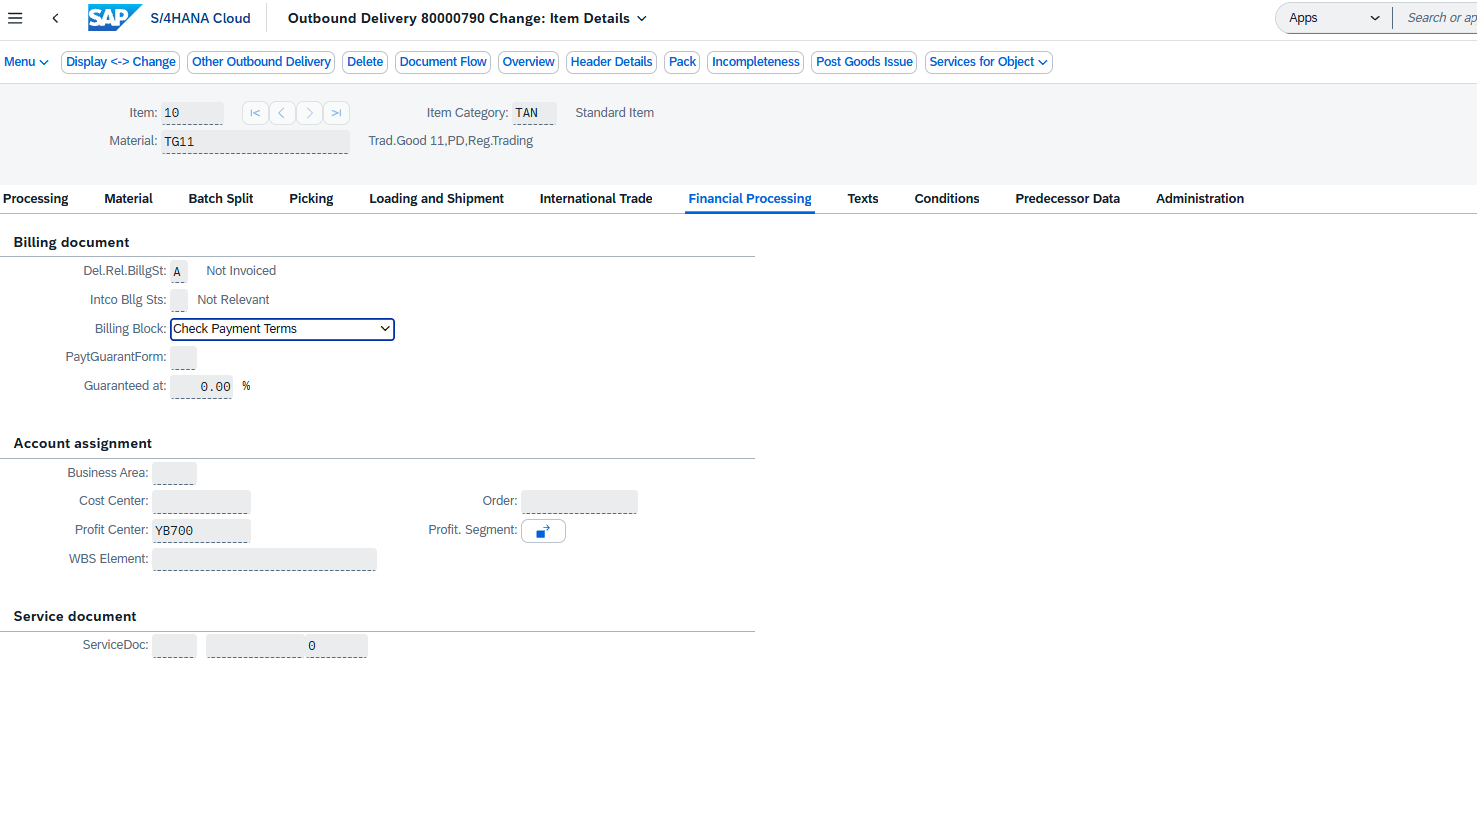 SAP S/4HANA Cloud Outbound Delivery 80000790 Change: Item Details Apps Search or ap
Menu Display <-> Change Other Outbound Delivery Delete Document Flow Overview Header Details Pack Incompleteness Post Goods Issue Services for Object
Item: 10 Item Category: TAN Standard Item
Material: TG11 Trad.Good 11,PD,Reg.Trading
Processing Material Batch Split Picking Loading and Shipment International Trade Financial Processing Texts Conditions Predecessor Data Administration
Billing document
Del.Rel.BillgSt: A Not Invoiced
Intco Bllg Sts: Not Relevant
Billing Block: Check Payment Terms
PaytGuarantForm:
Guaranteed at: 0.00 %
Account assignment
Business Area:
Cost Center: Order:
Profit Center: YB700 Profit. Segment:
WBS Element:
Service document
ServiceDoc: 0